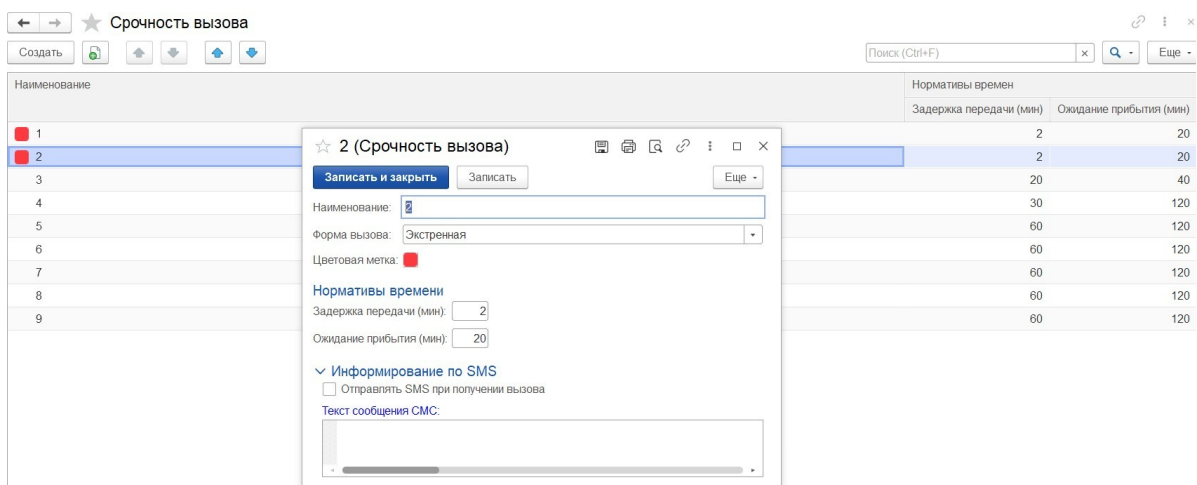 Срочность вызова
Создать
Поиск (Ctrl+F)
Еще
Наименование
Нормативы времен
Задержка передачи (мин) Ожидание прибытия (мин)
1 2 20
2 2 20
3 20 40
4 30 120
5 60 120
6 60 120
7 60 120
8 60 120
9 60 120
2 (Срочность вызова)
Записать и закрыть Записать Еще
Наименование: 2
Форма вызова: Экстренная
Цветовая метка:
Нормативы времени
Задержка передачи (мин): 2
Ожидание прибытия (мин): 20
Информирование по SMS
Отправлять SMS при получении вызова
Текст сообщения СМС: